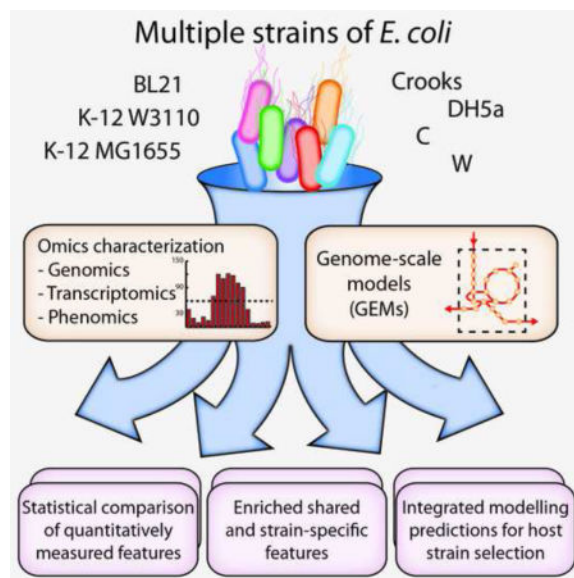 Multiple strains of E. coli
BL21
K-12 W3110
K-12 MG1655
Crooks
DH5a
C
W
Omics characterization
- Genomics
- Transcriptomics
- Phenomics
150
90
30
Genome-scale
models
(GEMs)
Statistical comparison
of quantitatively
measured features
Enriched shared
and strain-specific
features
Integrated modelling
predictions for host
strain selection